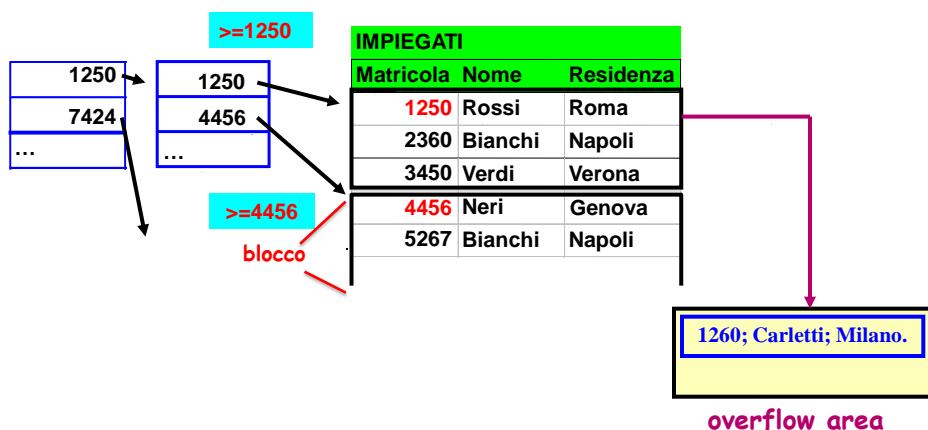 >=1250
IMPIEGATI
Matricola Nome Residenza
1250
7424
...
1250
4456
...
1250 Rossi Roma
2360 Bianchi Napoli
3450 Verdi Verona
4456 Neri Genova
5267 Bianchi Napoli
>=4456
blocco
1260; Carletti; Milano.
overflow area